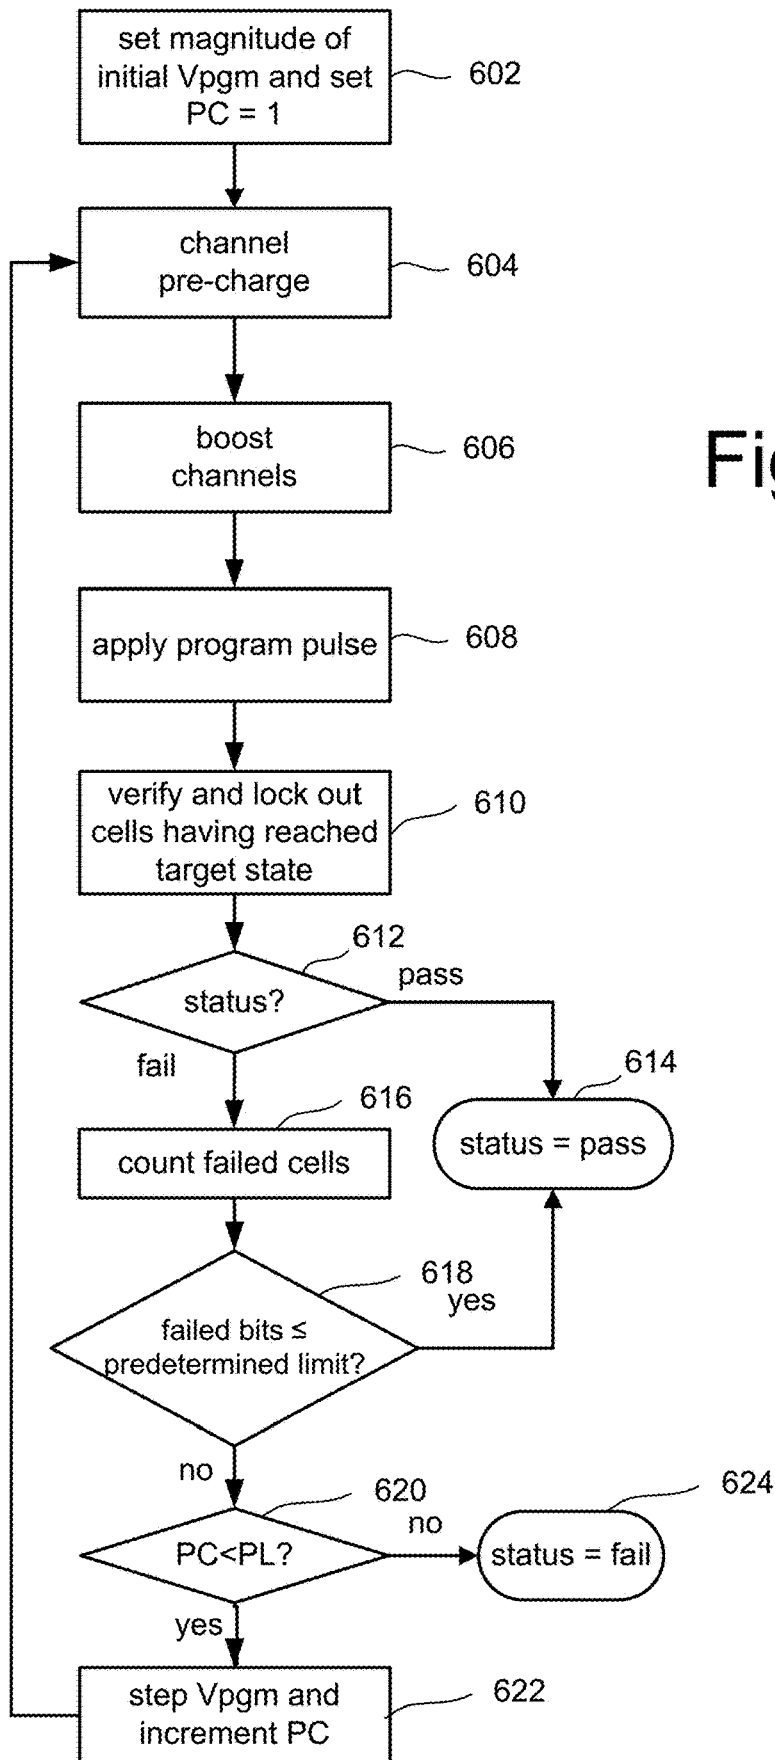 set magnitude of
initial Vpgm and set
PC = 1
602
channel
pre-charge
604
boost
channels
606
Fig
apply program pulse
608
verify and lock out
cells having reached
target state
610
612
status?
pass
fail
614
status = pass
616
count failed cells
618
yes
failed bits ≤
predetermined limit?
no
620
no
624
PC<PL?
status = fail
yes
step Vpgm and
increment PC
622